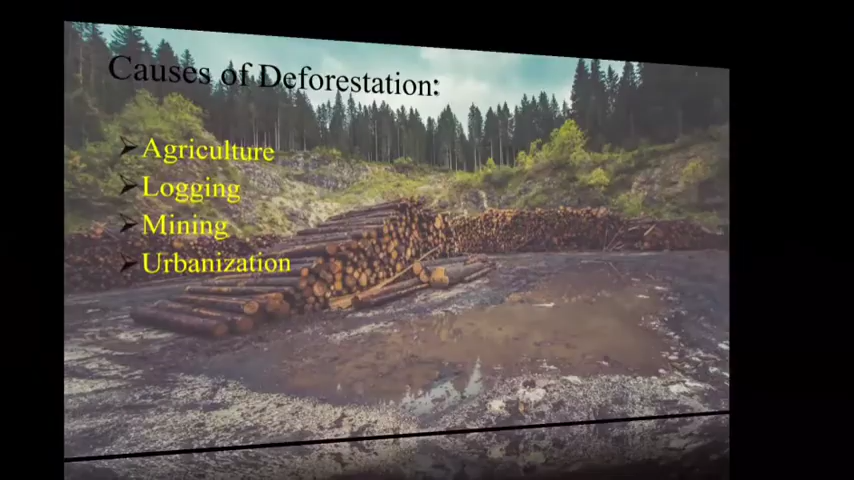 Causes of Deforestation:
Agriculture
Logging
Mining
Urbanization